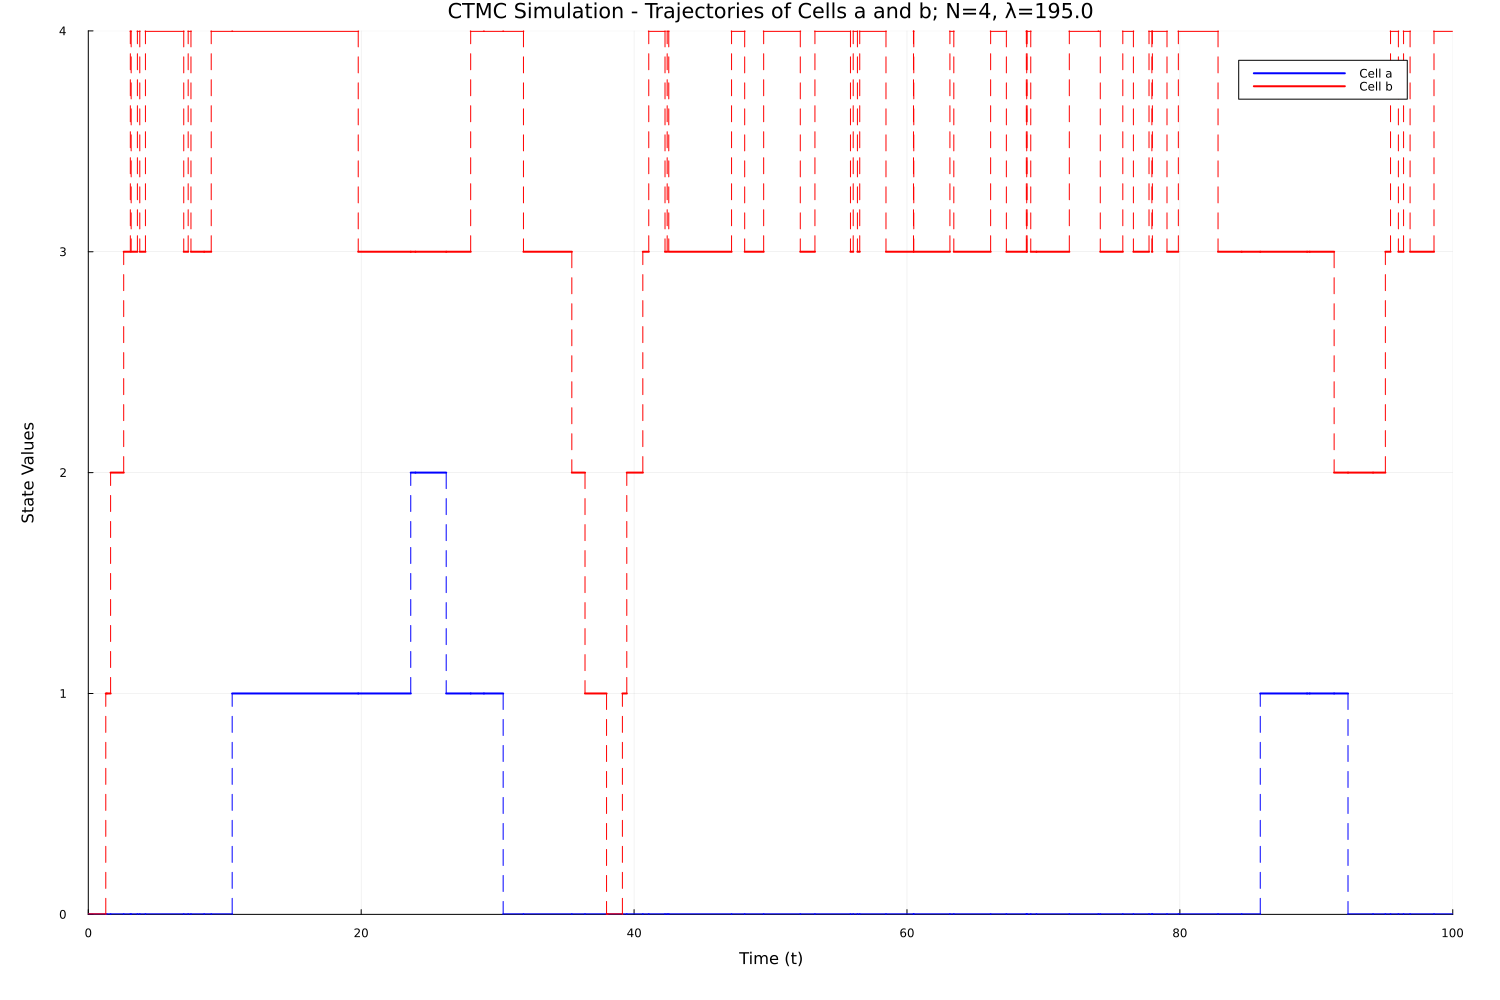 CTMC Simulation - Trajectories of Cells a and b; N=4, λ=195.0
Cell a
Cell b
State Values
4
3
2
1
0
0 20 40 60 80 100
Time (t)